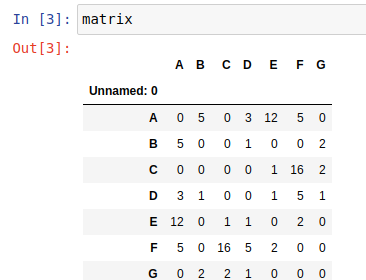 In [3]: matrix
Out[3]:
A B C D E F G
Unnamed: 0
A 0 5 0 3 12 5 0
B 5 0 0 1 0 0 2
C 0 0 0 0 1 16 2
D 3 1 0 0 1 5 1
E 12 0 1 1 0 2 0
F 5 0 16 5 2 0 0
G 0 2 2 1 0 0 0